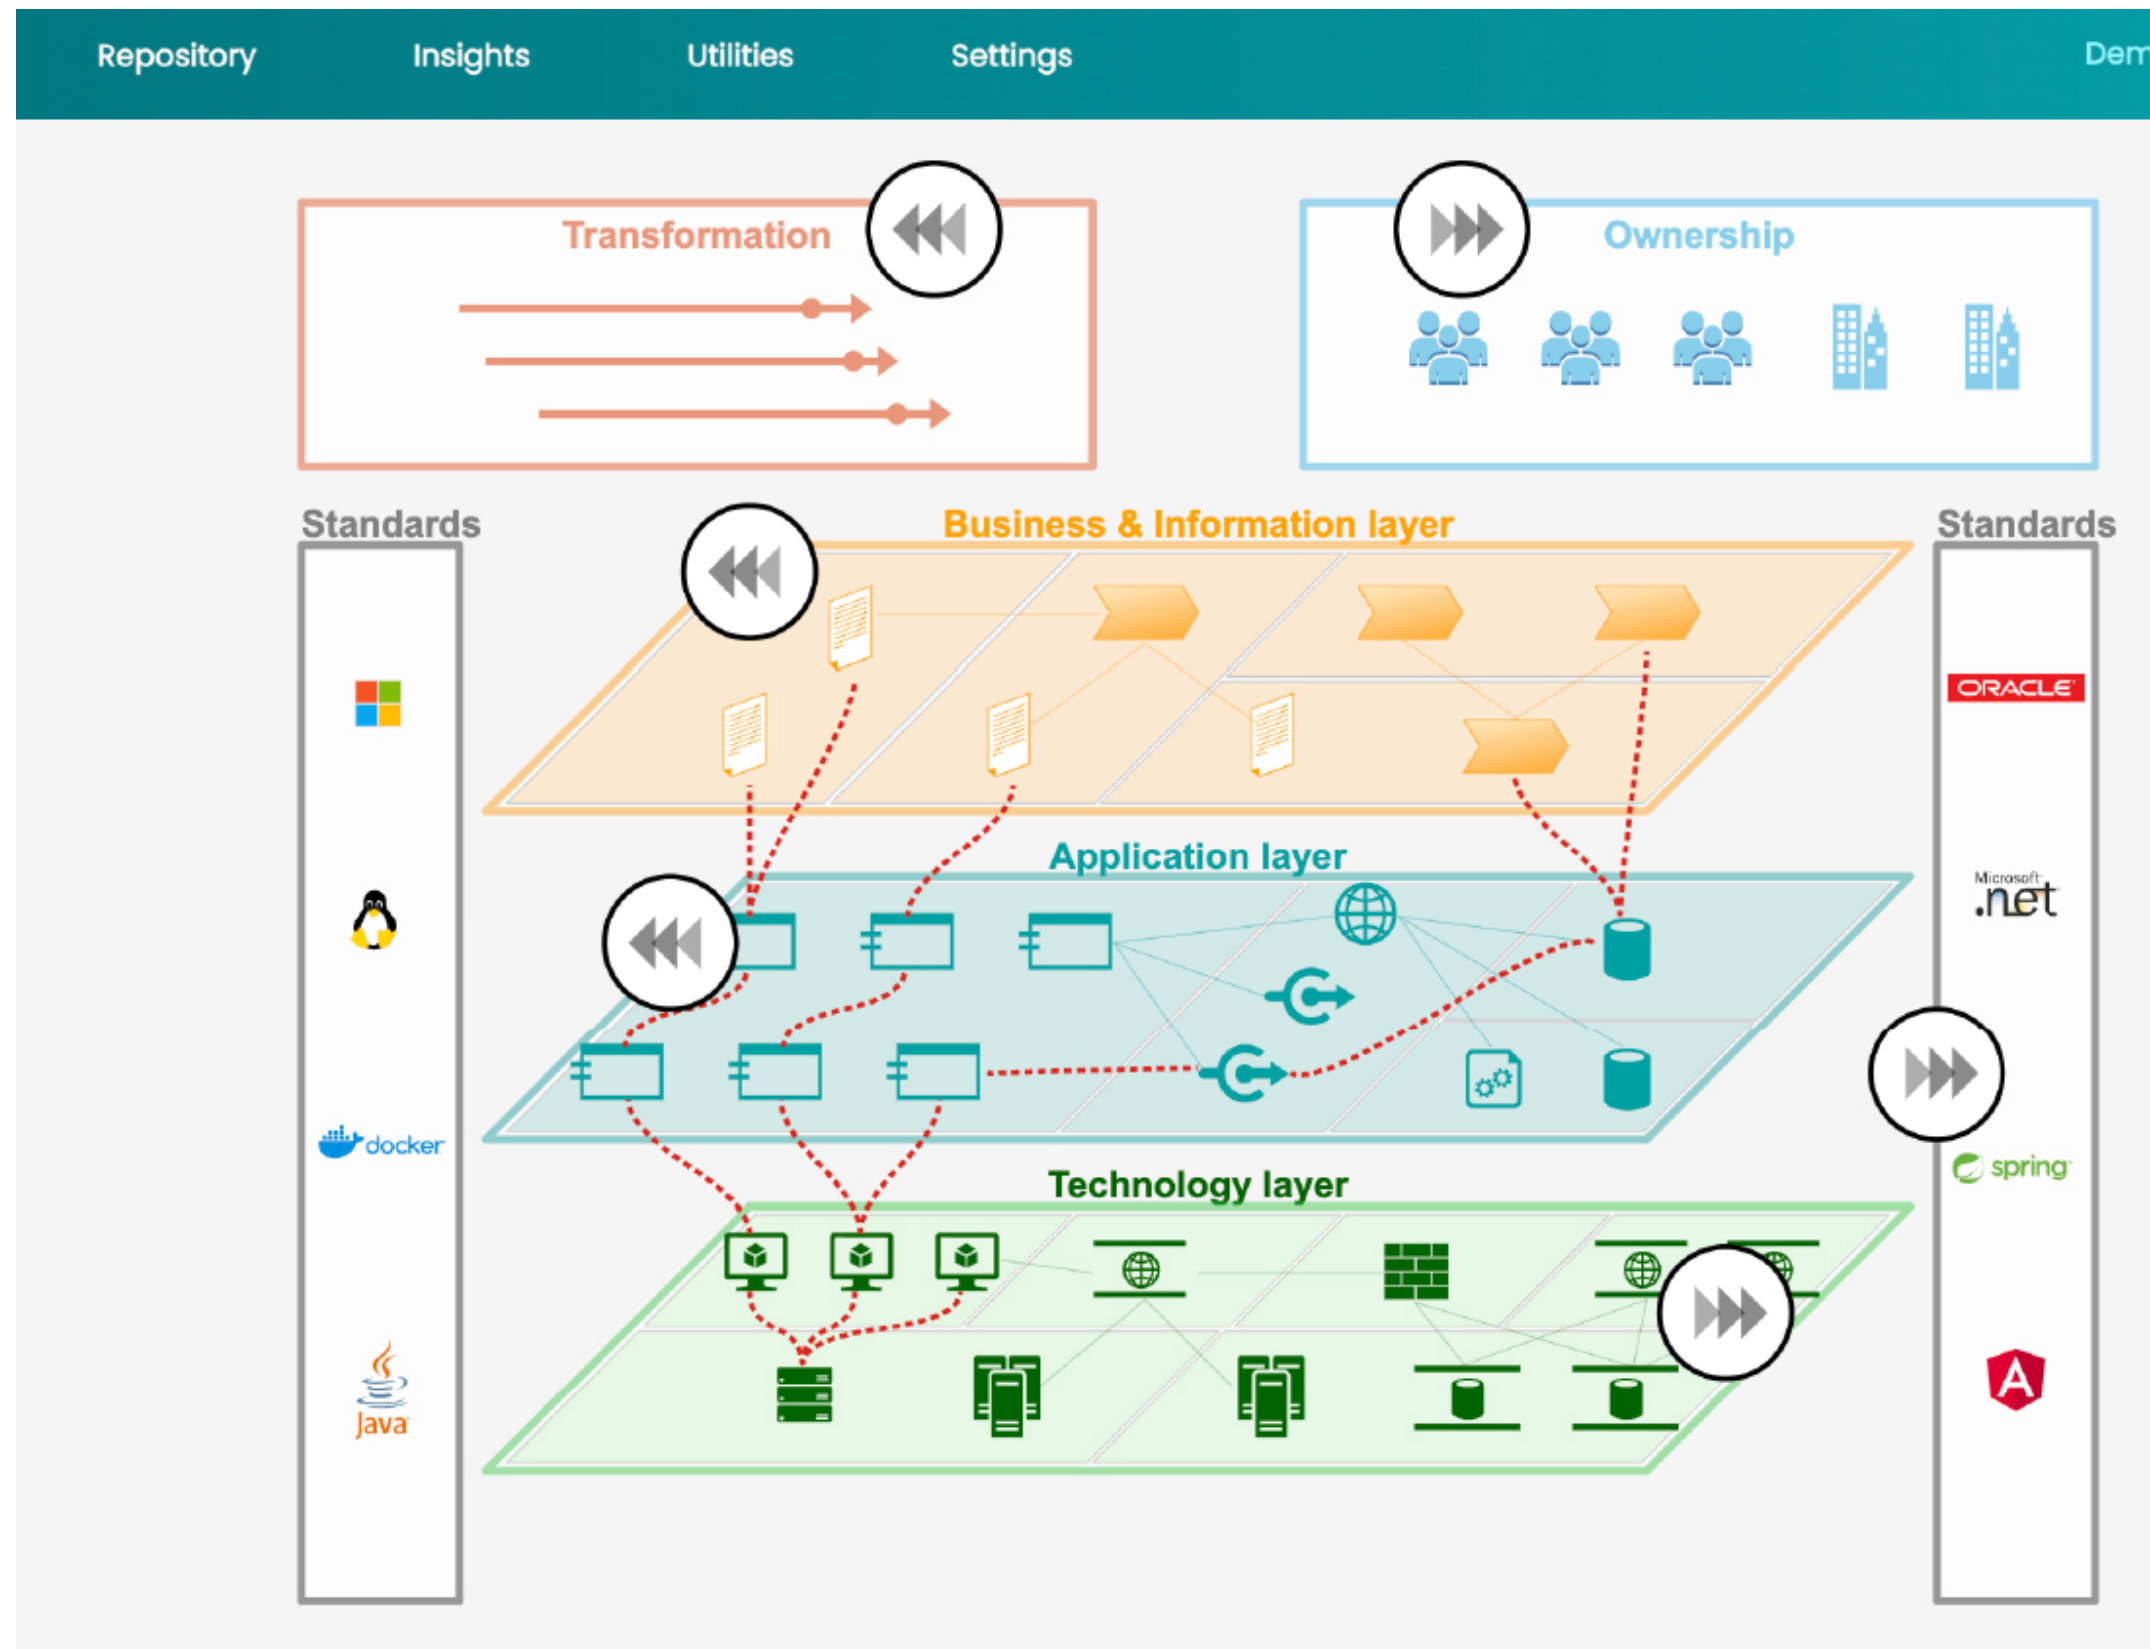 Repository
Insights
Utilities
Settings
Dem
Transformation
Ownership
Standards
Business & Information layer
Standards
ORACLE
Application layer
Microsoft
.net
docker
Technology layer
spring
Java
A